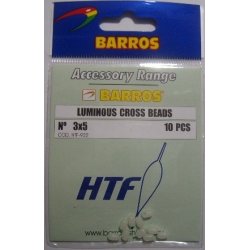 BARROS
Accessory Range
BARROS
LUMINOUS CROSS BEADS
Nº 3x5
10 PCS
HTF